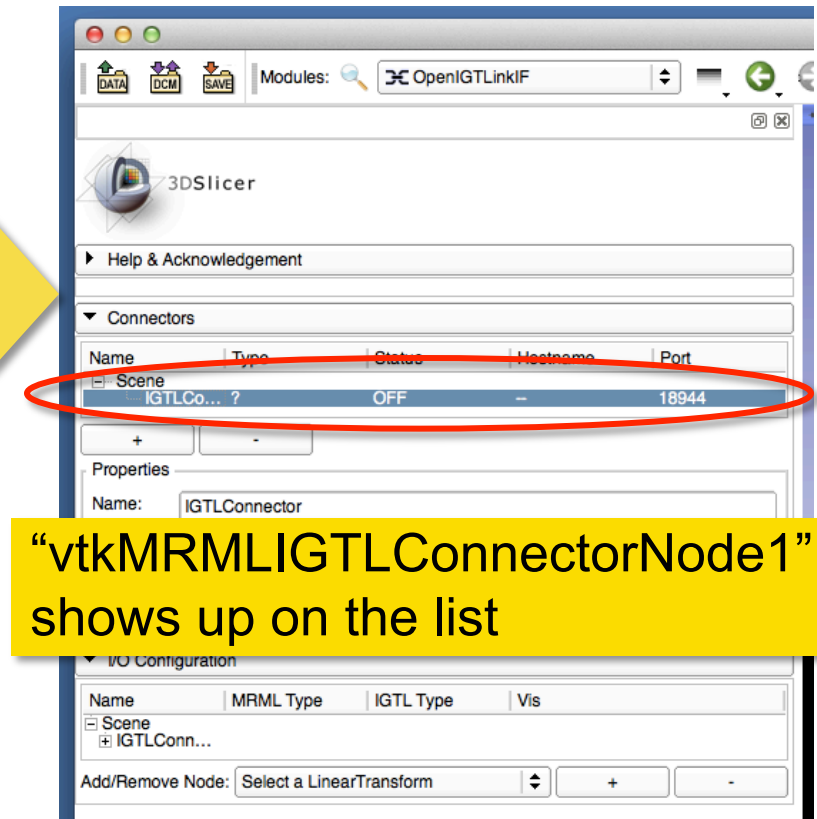 DATA DCM SAVE Modules: OpenIGTLinkIF
3DSlicer
Help & Acknowledgement
Connectors
Name Type Status Hostname Port
Scene
IGTLCo... ? OFF -- 18944
+ -
Properties
Name: IGTLConnector
“vtkMRMLIGTLConnectorNode1”
shows up on the list
I/O Configuration
Name MRML Type IGTL Type Vis
Scene
IGTLConn...
Add/Remove Node: Select a LinearTransform + -